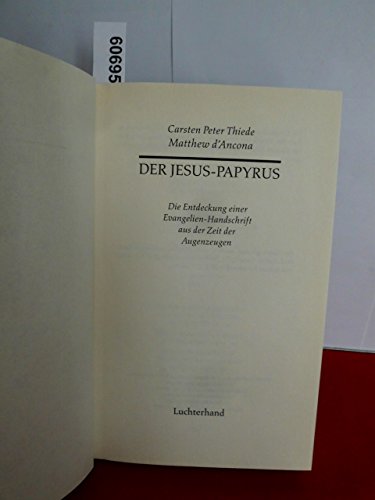 60695
Carsten Peter Thiede
Matthew d'Ancona
DER JESUS-PAPYRUS
Die Entdeckung einer
Evangelien-Handschrift
aus der Zeit der
Augenzeugen
Luchterhand